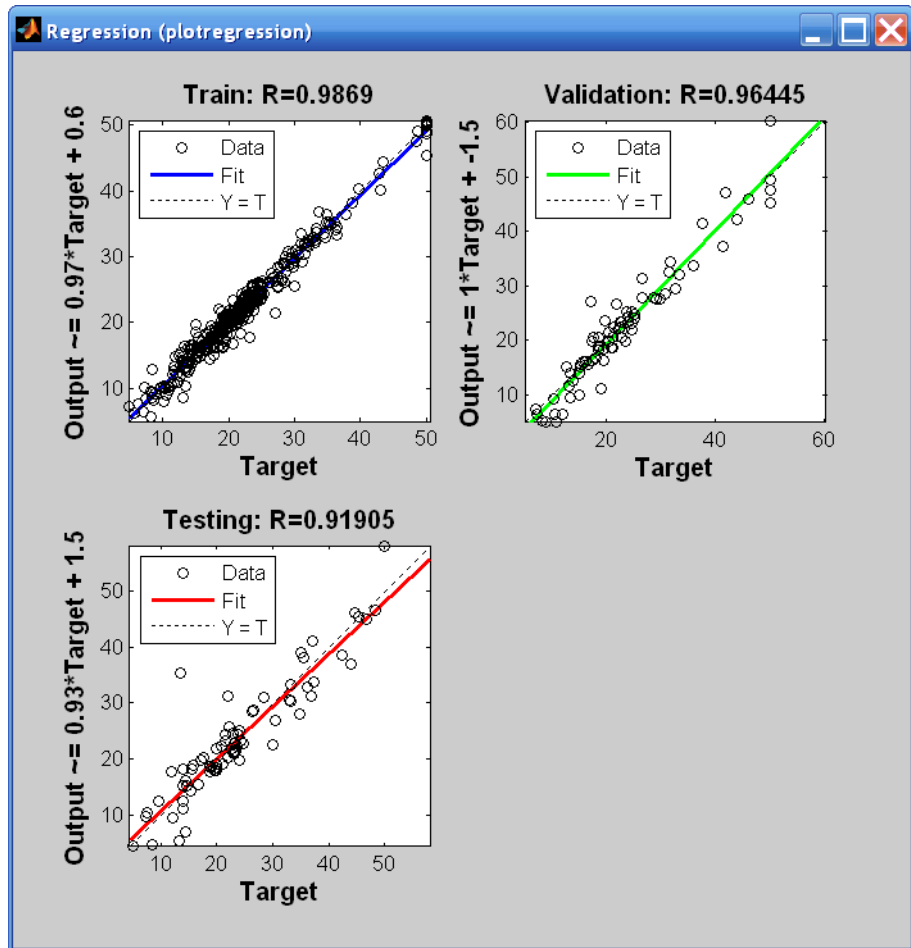 Regression (plotregression)
Train: R=0.9869
Output ~= 0.97*Target + 0.6
Data
Fit
Y = T
50
40
30
20
10
10 20 30 40 50
Target
Validation: R=0.96445
Output ~= 1*Target + -1.5
Data
Fit
Y = T
60
50
40
30
20
10
20 40 60
Target
Testing: R=0.91905
Output ~= 0.93*Target + 1.5
Data
Fit
Y = T
50
40
30
20
10
10 20 30 40 50
Target